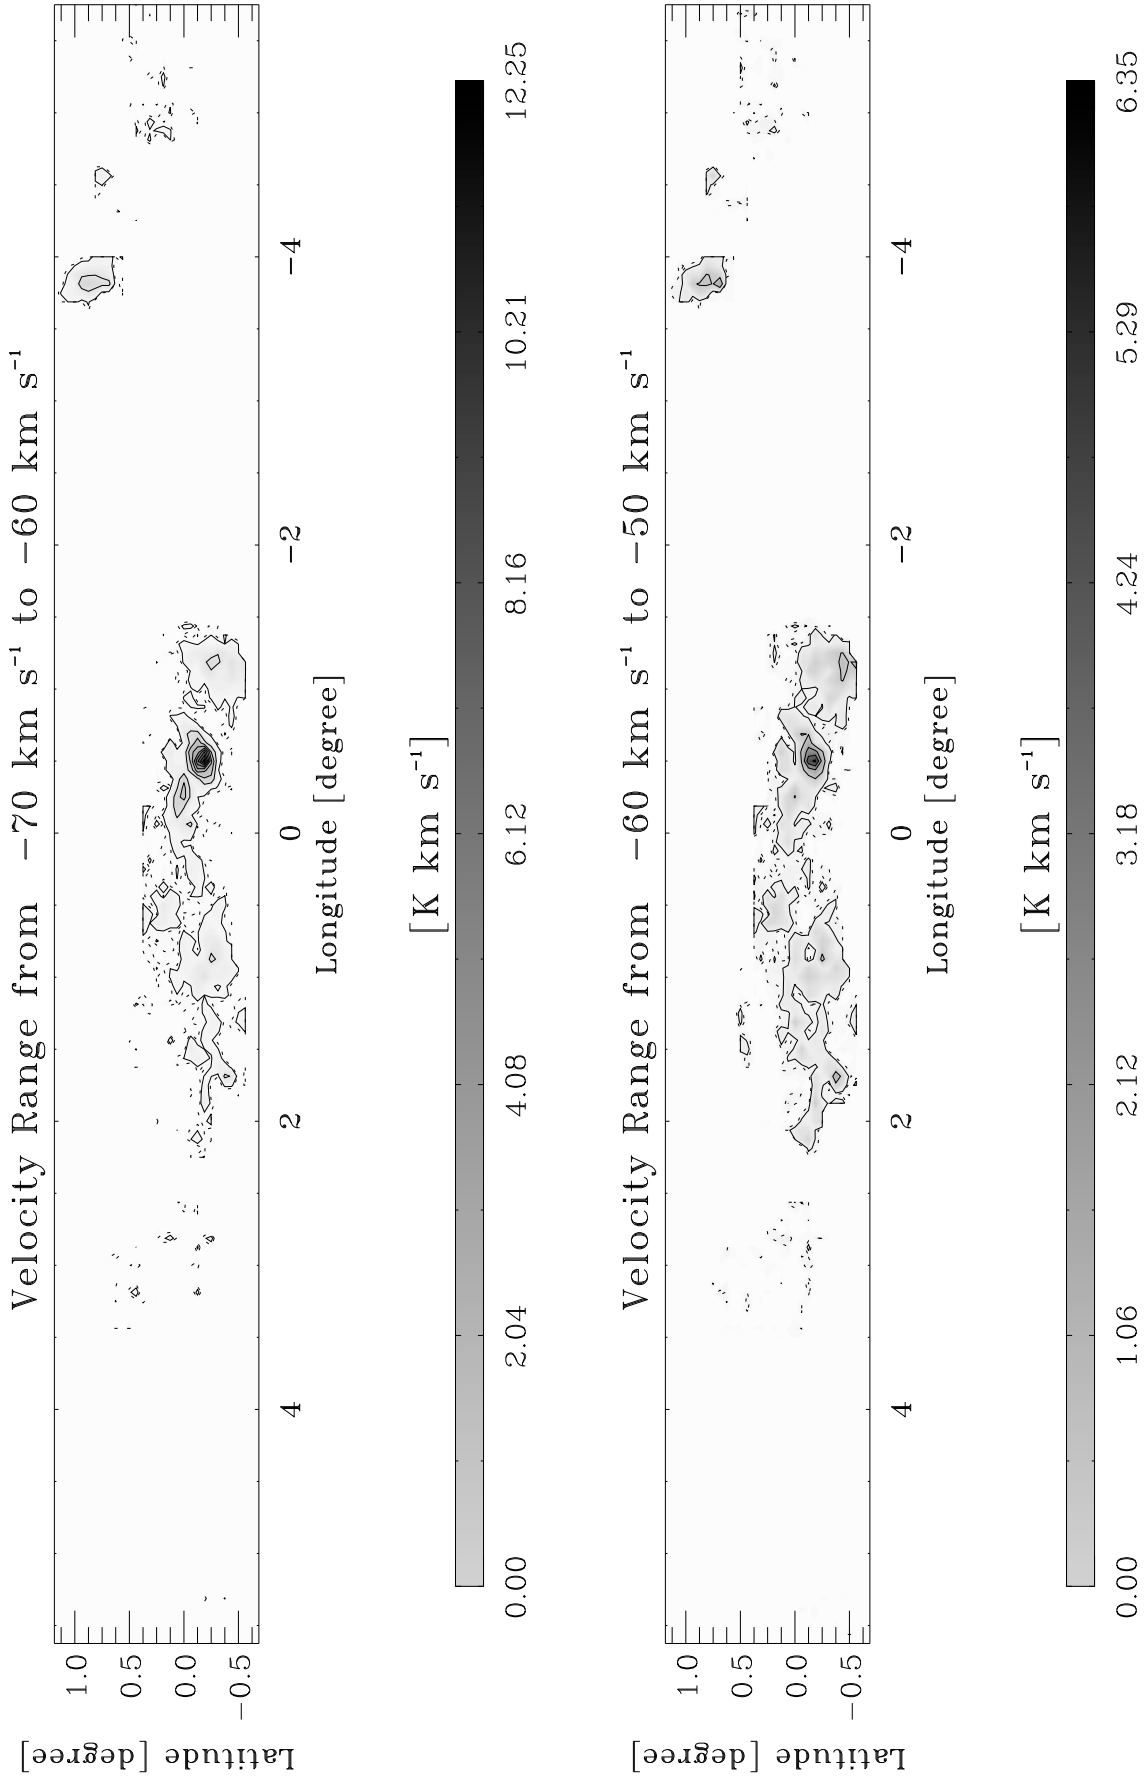 Velocity Range from −70 km s⁻¹ to −60 km s⁻¹
Latitude [degree]
1.0
0.5
0.0
−0.5
4 2 0 −2 −4
Longitude [degree]
[K km s⁻¹]
0.00 2.04 4.08 6.12 8.16 10.21 12.25
Velocity Range from −60 km s⁻¹ to −50 km s⁻¹
Latitude [degree]
1.0
0.5
0.0
−0.5
4 2 0 −2 −4
Longitude [degree]
[K km s⁻¹]
0.00 1.06 2.12 3.18 4.24 5.29 6.35